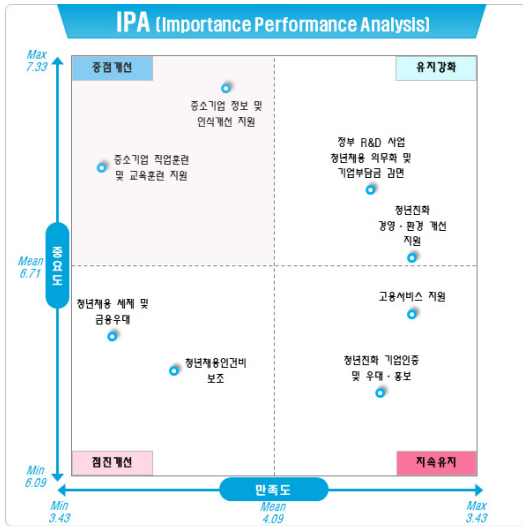 IPA (Importance Performance Analysis)
Max
7.33
중점개선
유지강화
중소기업 정보 및
인식개선 지원
정부 R&D 사업
청년채용 의무화 및
기업부담금 감면
중소기업 직업훈련
및 교육훈련 지원
청년친화
경영·환경 개선
지원
Mean
6.71
중요도
청년채용 세제 및
금융우대
고용서비스 지원
청년채용인건비
보조
청년친화 기업인증
및 우대·홍보
점진개선
지속유지
Min
6.09
만족도
Min
3.43
Mean
4.09
Max
3.43